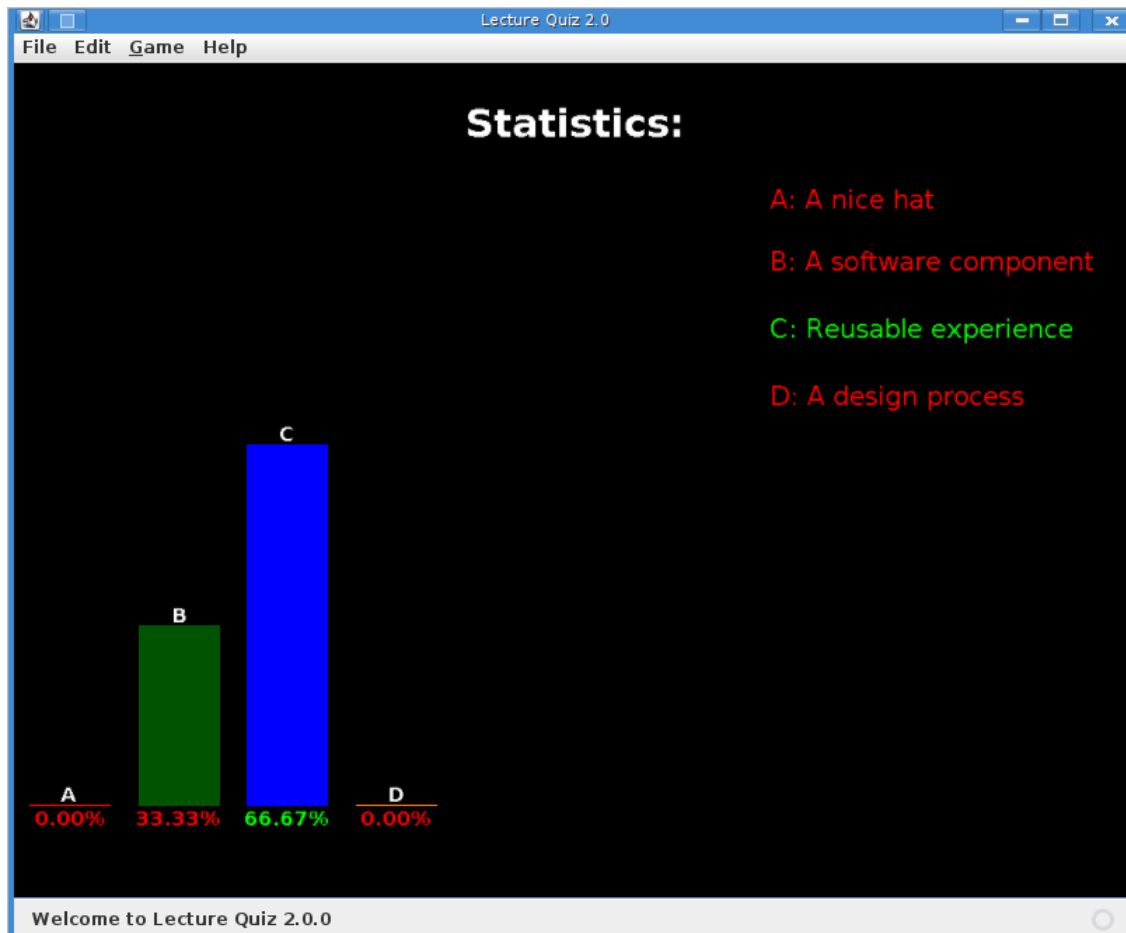 Lecture Quiz 2.0
File Edit Game Help
Statistics:
A: A nice hat
B: A software component
C: Reusable experience
D: A design process
C
B
A D
0.00% 33.33% 66.67% 0.00%
Welcome to Lecture Quiz 2.0.0